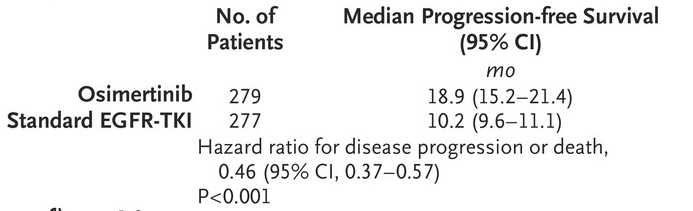 No. of Patients Median Progression-free Survival (95% CI)
mo
Osimertinib 279 18.9 (15.2–21.4)
Standard EGFR-TKI 277 10.2 (9.6–11.1)
Hazard ratio for disease progression or death,
0.46 (95% CI, 0.37–0.57)
P<0.001